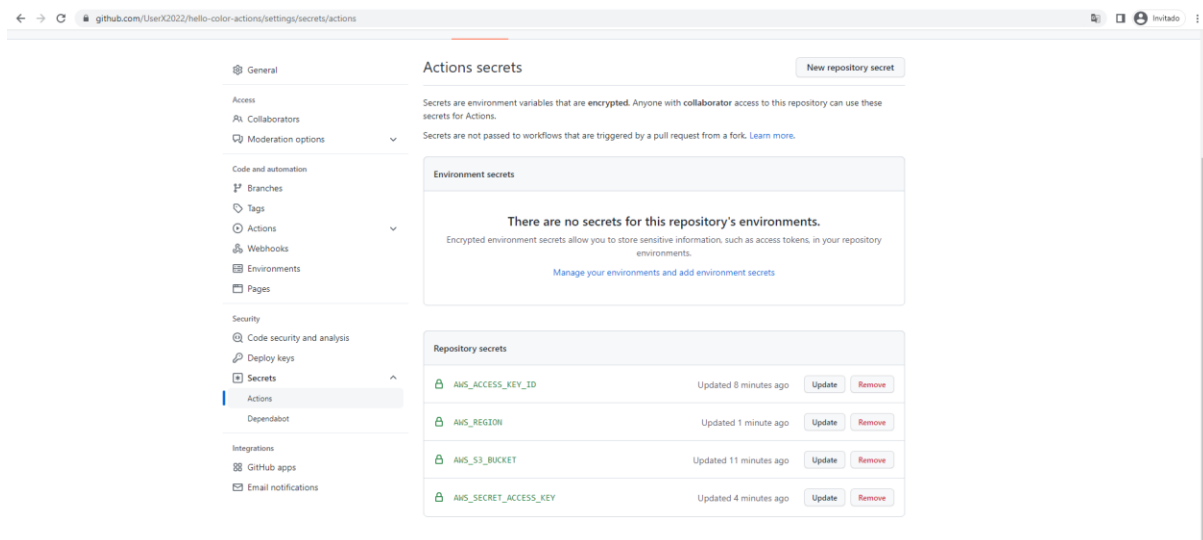 github.com/UserX2022/hello-color-actions/settings/secrets/actions
Invitado
General
Access
Collaborators
Moderation options
Code and automation
Branches
Tags
Actions
Webhooks
Environments
Pages
Security
Code security and analysis
Deploy keys
Secrets
Actions
Dependabot
Integrations
GitHub apps
Email notifications
Actions secrets
New repository secret
Secrets are environment variables that are encrypted. Anyone with collaborator access to this repository can use these
secrets for Actions.
Secrets are not passed to workflows that are triggered by a pull request from a fork. Learn more.
Environment secrets
There are no secrets for this repository's environments.
Encrypted environment secrets allow you to store sensitive information, such as access tokens, in your repository
environments.
Manage your environments and add environment secrets
Repository secrets
AWS_ACCESS_KEY_ID Updated 8 minutes ago Update Remove
AWS_REGION Updated 1 minute ago Update Remove
AWS_S3_BUCKET Updated 11 minutes ago Update Remove
AWS_SECRET_ACCESS_KEY Updated 4 minutes ago Update Remove